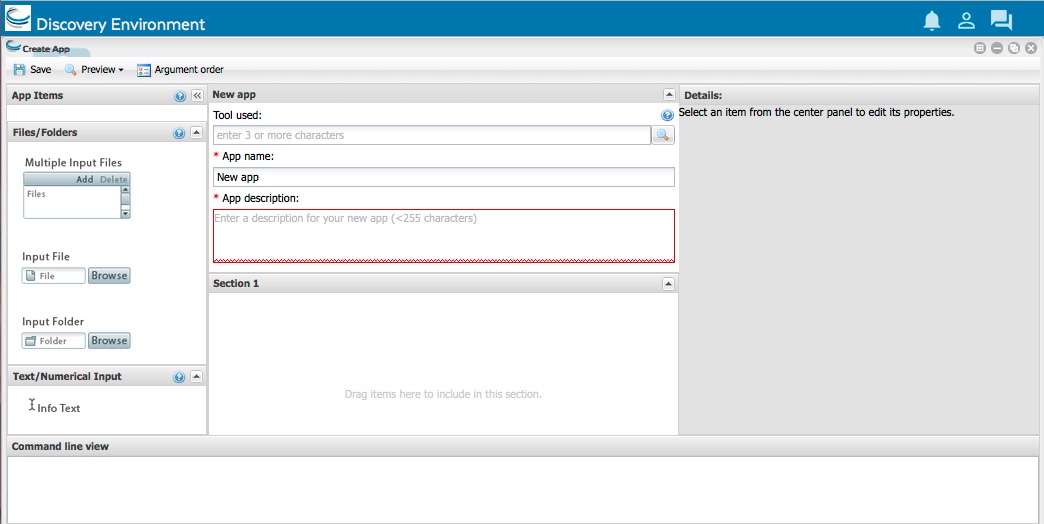 Discovery Environment
Create App
Save Preview Argument order
App Items
Files/Folders
Multiple Input Files
Add Delete
Files
Input File
File Browse
Input Folder
Folder Browse
Text/Numerical Input
Info Text
New app
Tool used:
enter 3 or more characters
* App name:
New app
* App description:
Enter a description for your new app (<255 characters)
Section 1
Drag items here to include in this section.
Details:
Select an item from the center panel to edit its properties.
Command line view